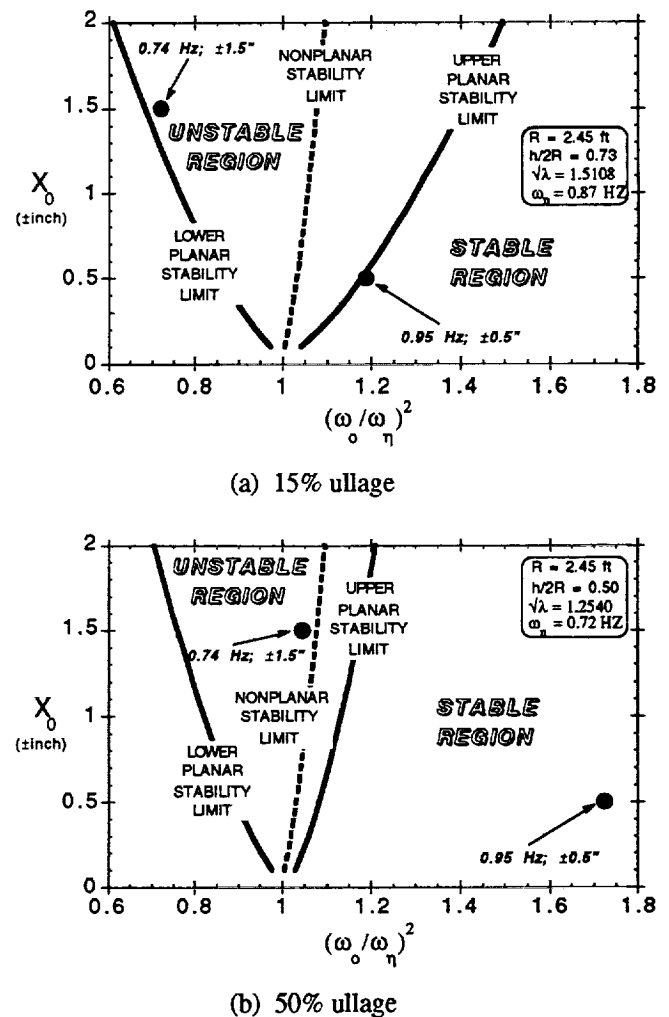 2
0.74 Hz; ±1.5"
NONPLANAR
STABILITY
LIMIT
UPPER
PLANAR
STABILITY
LIMIT
1.5
UNSTABLE
REGION
R = 2.45 ft
h/2R = 0.73
√λ = 1.5108
ω_η = 0.87 HZ
X_0
(±inch)
1
LOWER
PLANAR
STABILITY
LIMIT
STABLE
REGION
0.5
0.95 Hz; ±0.5"
0
0.6 0.8 1 1.2 1.4 1.6 1.8
(ω_o/ω_η)^2
(a) 15% ullage
2
UNSTABLE
REGION
UPPER
PLANAR
STABILITY
LIMIT
R = 2.45 ft
h/2R = 0.50
√λ = 1.2540
ω_η = 0.72 HZ
1.5
0.74 Hz; ±1.5"
X_0
(±inch)
1
NONPLANAR
STABILITY
LIMIT
STABLE
REGION
LOWER
PLANAR
STABILITY
LIMIT
0.5
0.95 Hz; ±0.5"
0
0.6 0.8 1 1.2 1.4 1.6 1.8
(ω_o/ω_η)^2
(b) 50% ullage